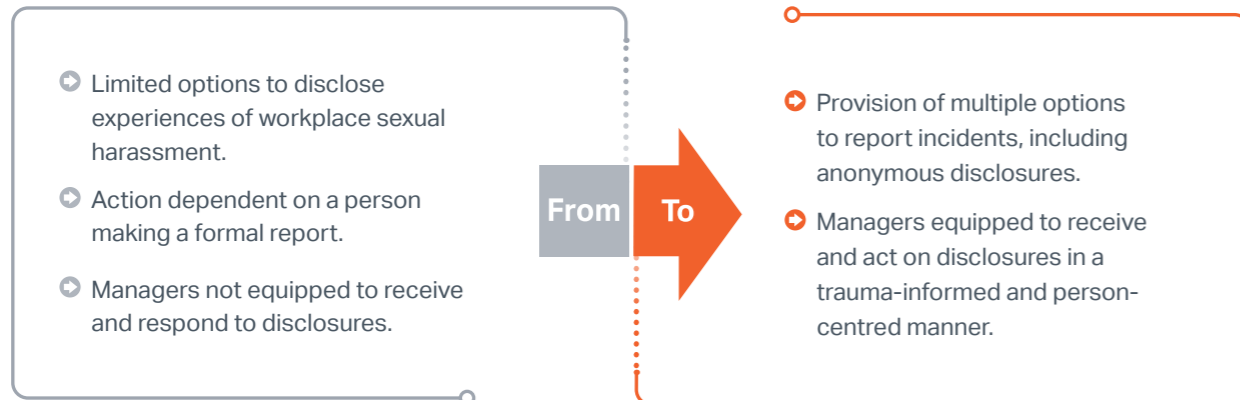 Limited options to disclose
experiences of workplace sexual
harassment.
Action dependent on a person
making a formal report.
Managers not equipped to receive
and respond to disclosures.
From
To
Provision of multiple options
to report incidents, including
anonymous disclosures.
Managers equipped to receive
and act on disclosures in a
trauma-informed and person-
centred manner.